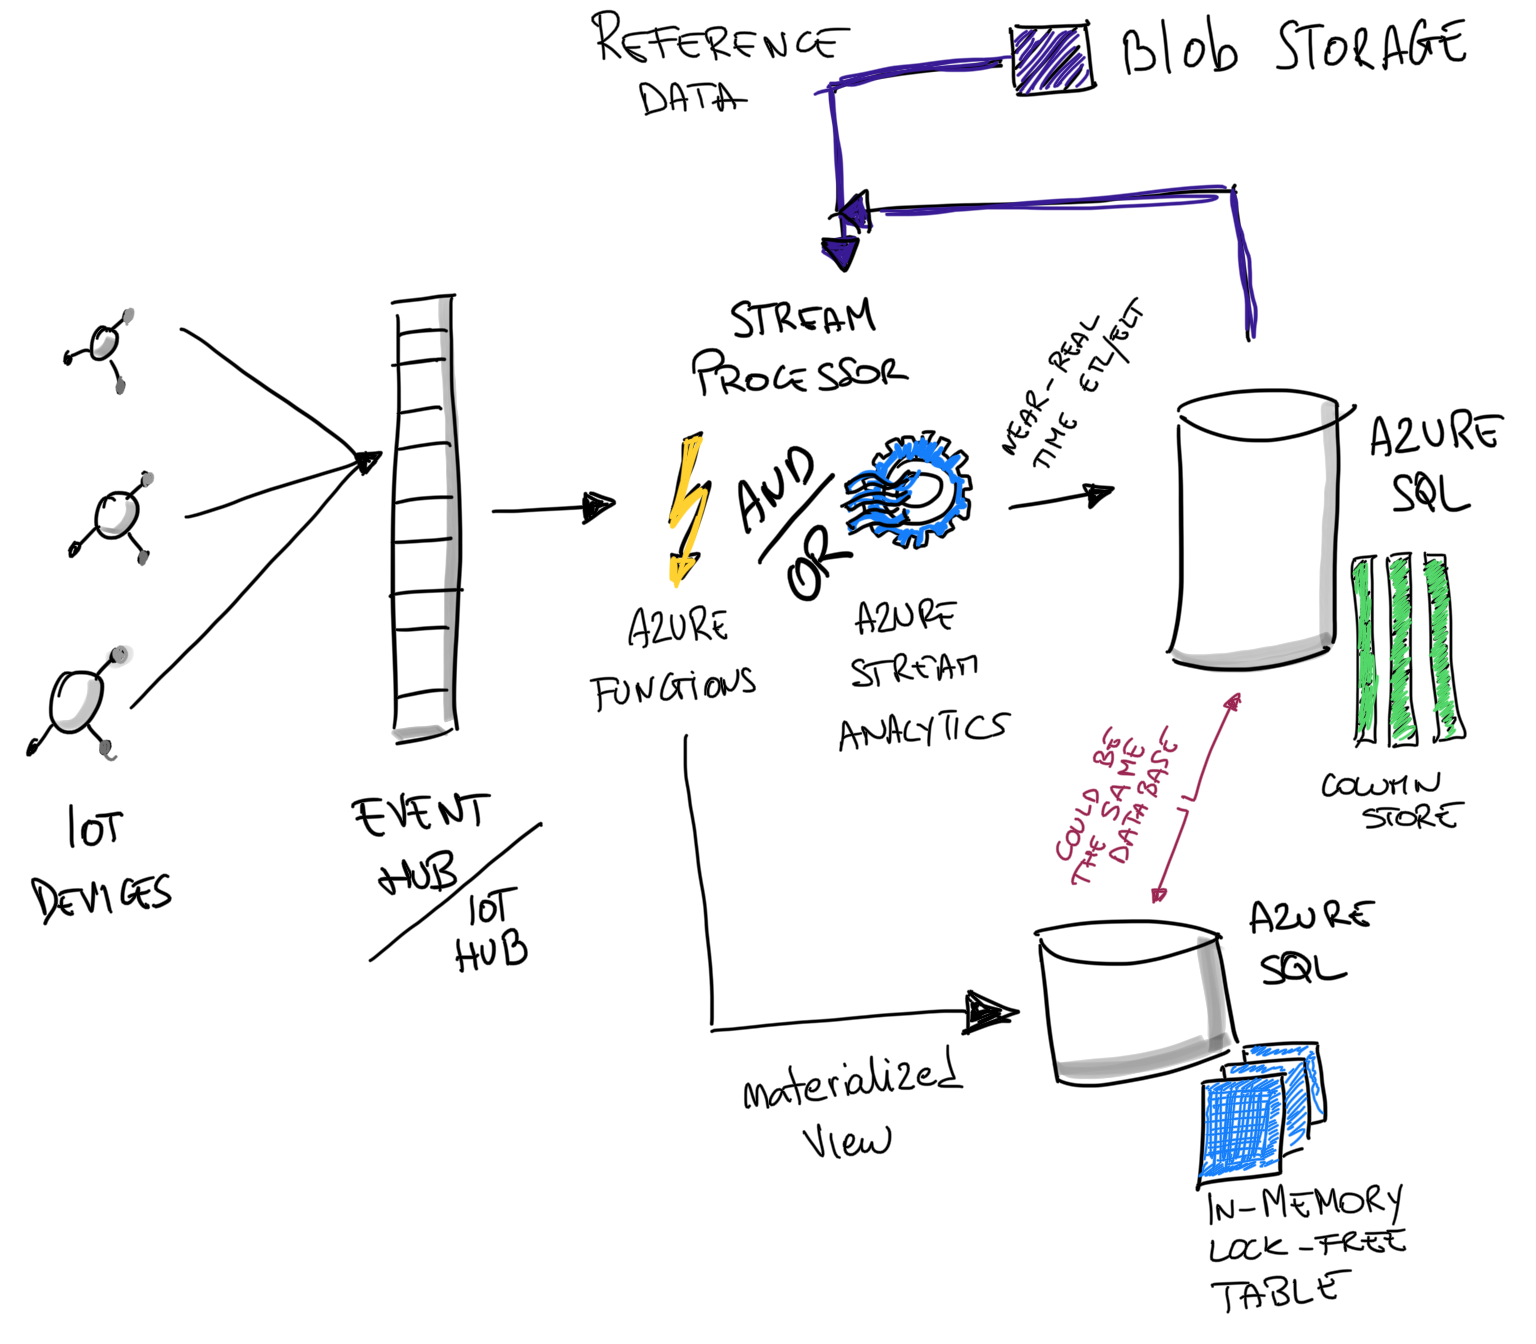 REFERENCE
DATA
Blob STORAGE
STREAM
PROCESSOR
NEAR-REAL
TIME ETL/ELT
AND
OR
AZURE
SQL
AZURE
FUNCTIONS
AZURE
STREAM
ANALYTICS
COLUMN
STORE
COULD BE
THE SAME
DATABASE
IOT
DEVICES
EVENT
HUB
IOT
HUB
AZURE
SQL
materialized
View
IN-MEMORY
LOCK-FREE
TABLE